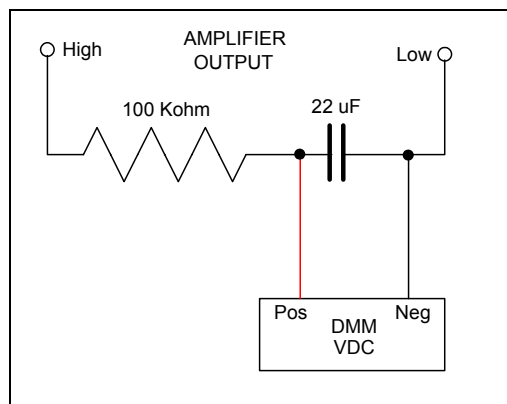 AMPLIFIER
OUTPUT
High
Low
100 Kohm
22 uF
Pos
Neg
DMM
VDC